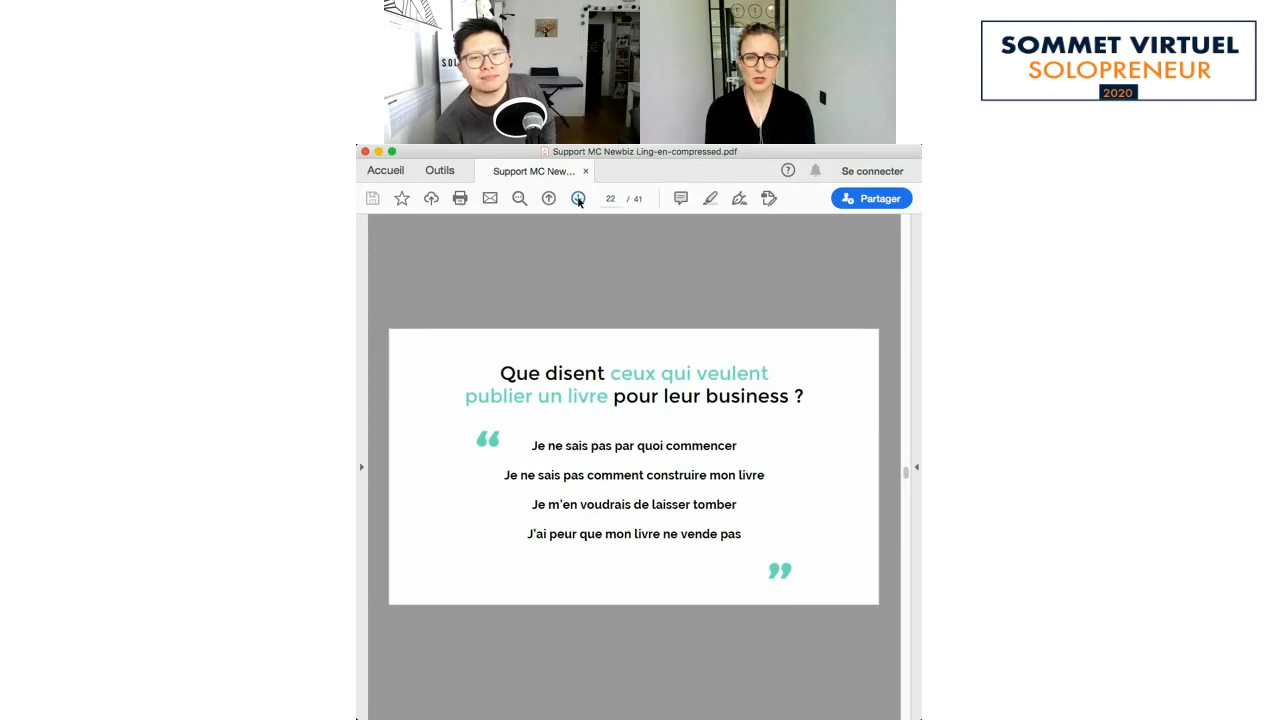 SOMMET VIRTUEL
SOLOPRENEUR
2020
SOL
Support MC Newbiz Ling-en-compressed.pdf
Accueil
Outils
Support MC New... ×
?
Se connecter
22 / 41
Partager
Que disent ceux qui veulent
publier un livre pour leur business ?
“
Je ne sais pas par quoi commencer
Je ne sais pas comment construire mon livre
Je m'en voudrais de laisser tomber
J'ai peur que mon livre ne vende pas
”